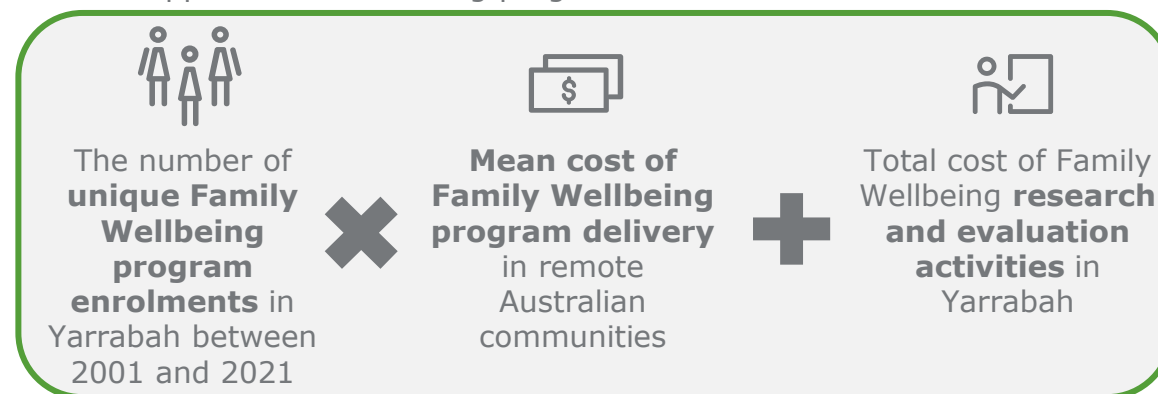 The number of
unique Family
Wellbeing
program
enrolments in
Yarrabah between
2001 and 2021
$
Mean cost of
Family Wellbeing
program delivery
in remote
Australian
communities
Total cost of Family
Wellbeing research
and evaluation
activities in
Yarrabah